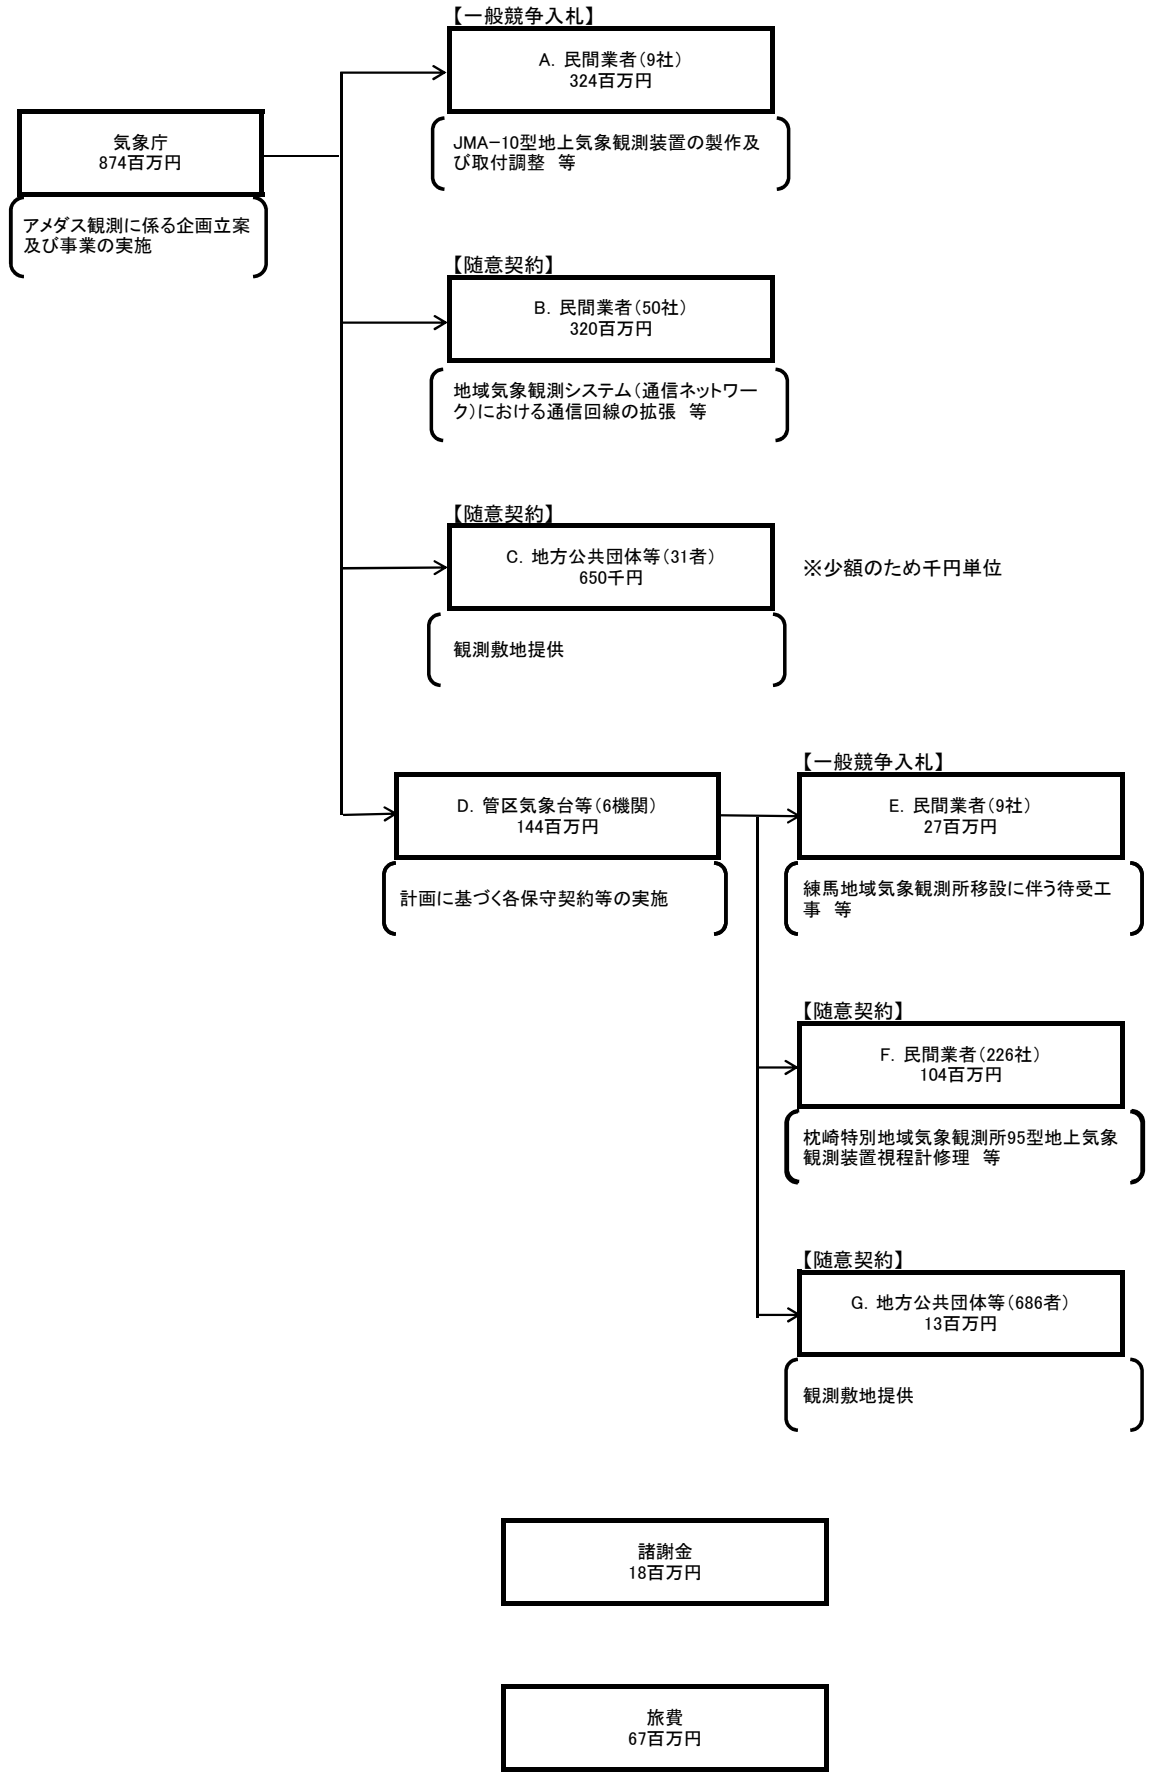 【一般競争入札】
A．民間業者（9社）
324百万円
JMA−10型地上気象観測装置の製作及
び取付調整　等
気象庁
874百万円
アメダス観測に係る企画立案
及び事業の実施
【随意契約】
B．民間業者（50社）
320百万円
地域気象観測システム（通信ネットワー
ク）における通信回線の拡張　等
【随意契約】
C．地方公共団体等（31者）
650千円
※少額のため千円単位
観測敷地提供
D．管区気象台等（6機関）
144百万円
計画に基づく各保守契約等の実施
【一般競争入札】
E．民間業者（9社）
27百万円
練馬地域気象観測所移設に伴う待受工
事　等
【随意契約】
F．民間業者（226社）
104百万円
枕崎特別地域気象観測所95型地上気象
観測装置視程計修理　等
【随意契約】
G．地方公共団体等（686者）
13百万円
観測敷地提供
諸謝金
18百万円
旅費
67百万円